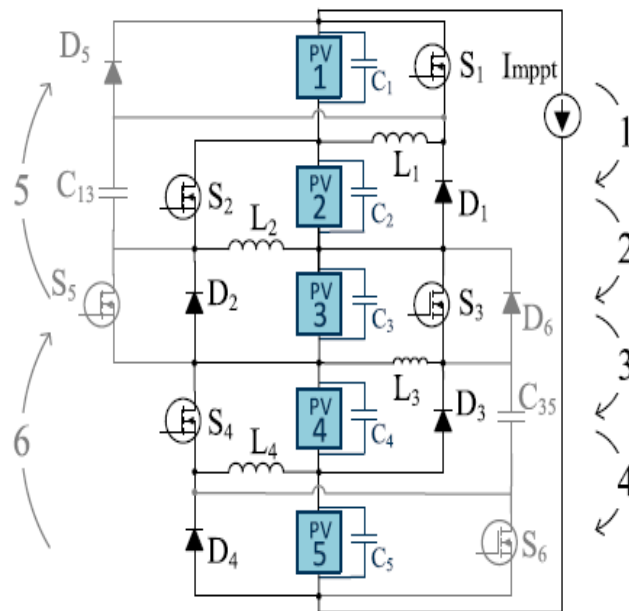 D5
PV
1
C1
S1
Imppt
1
5
C13
S2
PV
2
C2
L1
D1
L2
2
S5
D2
PV
3
C3
S3
D6
3
6
S4
PV
4
C4
L3
D3
C35
L4
4
D4
PV
5
C5
S6